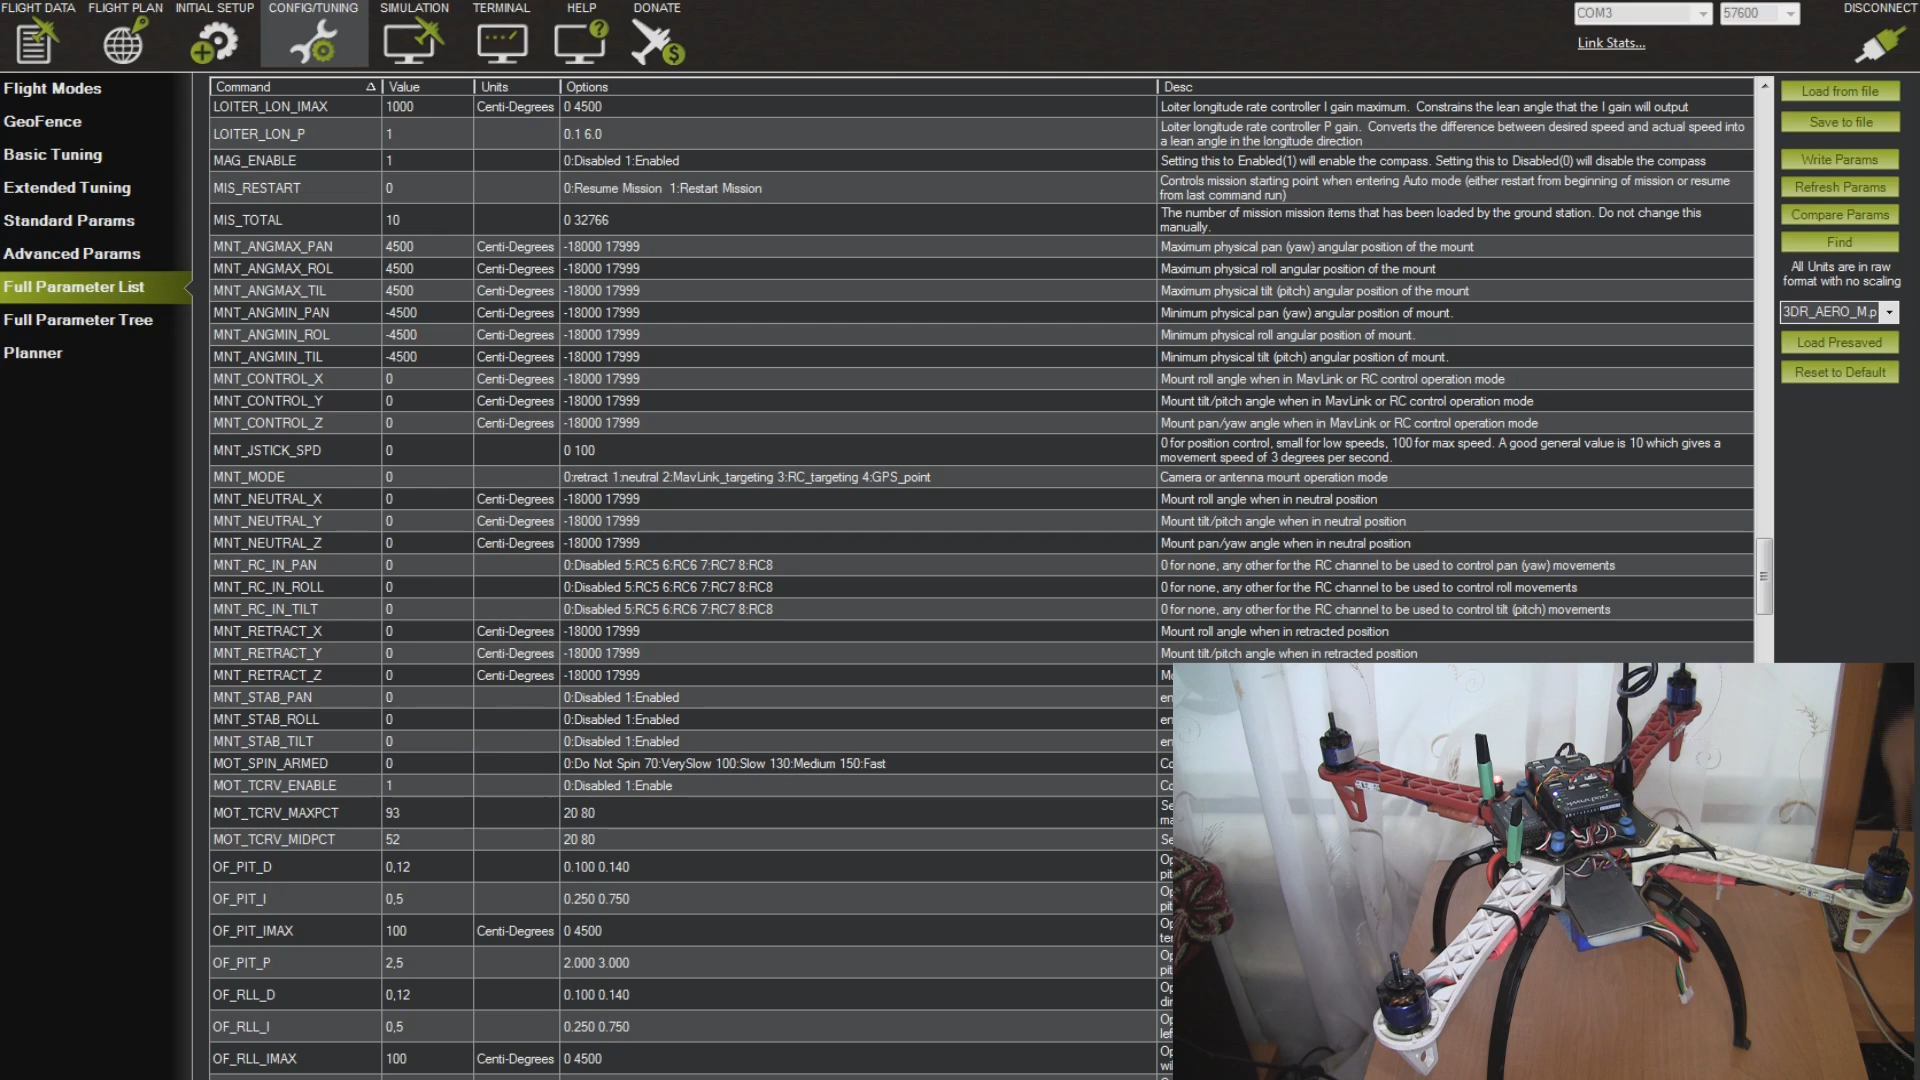 FLIGHT DATA FLIGHT PLAN INITIAL SETUP CONFIG/TUNING SIMULATION TERMINAL HELP DONATE COM3 57600 DISCONNECT
Link Stats...
Flight Modes
GeoFence
Basic Tuning
Extended Tuning
Standard Params
Advanced Params
Full Parameter List
Full Parameter Tree
Planner
Command Value Units Options Desc
LOITER_LON_IMAX 1000 Centi-Degrees 0 4500 Loiter longitude rate controller I gain maximum. Constrains the lean angle that the I gain will output
LOITER_LON_P 1 0.1 6.0 Loiter longitude rate controller P gain. Converts the difference between desired speed and actual speed into
a lean angle in the longitude direction
MAG_ENABLE 1 0:Disabled 1:Enabled Setting this to Enabled(1) will enable the compass. Setting this to Disabled(0) will disable the compass
MIS_RESTART 0 0:Resume Mission 1:Restart Mission Controls mission starting point when entering Auto mode (either restart from beginning of mission or resume
from last command run)
MIS_TOTAL 10 0 32766 The number of mission mission items that has been loaded by the ground station. Do not change this
manually.
MNT_ANGMAX_PAN 4500 Centi-Degrees -18000 17999 Maximum physical pan (yaw) angular position of the mount
MNT_ANGMAX_ROL 4500 Centi-Degrees -18000 17999 Maximum physical roll angular position of the mount
MNT_ANGMAX_TIL 4500 Centi-Degrees -18000 17999 Maximum physical tilt (pitch) angular position of the mount
MNT_ANGMIN_PAN -4500 Centi-Degrees -18000 17999 Minimum physical pan (yaw) angular position of mount.
MNT_ANGMIN_ROL -4500 Centi-Degrees -18000 17999 Minimum physical roll angular position of mount.
MNT_ANGMIN_TIL -4500 Centi-Degrees -18000 17999 Minimum physical tilt (pitch) angular position of mount.
MNT_CONTROL_X 0 Centi-Degrees -18000 17999 Mount roll angle when in MavLink or RC control operation mode
MNT_CONTROL_Y 0 Centi-Degrees -18000 17999 Mount tilt/pitch angle when in MavLink or RC control operation mode
MNT_CONTROL_Z 0 Centi-Degrees -18000 17999 Mount pan/yaw angle when in MavLink or RC control operation mode
MNT_JSTICK_SPD 0 0 100 0 for position control, small for low speeds, 100 for max speed. A good general value is 10 which gives a
movement speed of 3 degrees per second.
MNT_MODE 0 0:retract 1:neutral 2:MavLink_targeting 3:RC_targeting 4:GPS_point Camera or antenna mount operation mode
MNT_NEUTRAL_X 0 Centi-Degrees -18000 17999 Mount roll angle when in neutral position
MNT_NEUTRAL_Y 0 Centi-Degrees -18000 17999 Mount tilt/pitch angle when in neutral position
MNT_NEUTRAL_Z 0 Centi-Degrees -18000 17999 Mount pan/yaw angle when in neutral position
MNT_RC_IN_PAN 0 0:Disabled 5:RC5 6:RC6 7:RC7 8:RC8 0 for none, any other for the RC channel to be used to control pan (yaw) movements
MNT_RC_IN_ROLL 0 0:Disabled 5:RC5 6:RC6 7:RC7 8:RC8 0 for none, any other for the RC channel to be used to control roll movements
MNT_RC_IN_TILT 0 0:Disabled 5:RC5 6:RC6 7:RC7 8:RC8 0 for none, any other for the RC channel to be used to control tilt (pitch) movements
MNT_RETRACT_X 0 Centi-Degrees -18000 17999 Mount roll angle when in retracted position
MNT_RETRACT_Y 0 Centi-Degrees -18000 17999 Mount tilt/pitch angle when in retracted position
MNT_RETRACT_Z 0 Centi-Degrees -18000 17999
MNT_STAB_PAN 0 0:Disabled 1:Enabled en
MNT_STAB_ROLL 0 0:Disabled 1:Enabled en
MNT_STAB_TILT 0 0:Disabled 1:Enabled en
MOT_SPIN_ARMED 0 0:Do Not Spin 70:VerySlow 100:Slow 130:Medium 150:Fast Co
MOT_TCRV_ENABLE 1 0:Disabled 1:Enable Co
MOT_TCRV_MAXPCT 93 20 80 Se
ma
MOT_TCRV_MIDPCT 52 20 80 Se
OF_PIT_D 0,12 0.100 0.140 Op
pit
OF_PIT_I 0,5 0.250 0.750 Op
pit
OF_PIT_IMAX 100 Centi-Degrees 0 4500 Op
ter
OF_PIT_P 2,5 2.000 3.000 Op
pit
OF_RLL_D 0,12 0.100 0.140 Op
dir
OF_RLL_I 0,5 0.250 0.750 Op
lef
OF_RLL_IMAX 100 Centi-Degrees 0 4500 Op
wi
Load from file
Save to file
Write Params
Refresh Params
Compare Params
Find
All Units are in raw
format with no scaling
3DR_AERO_M.p
Load Presaved
Reset to Default